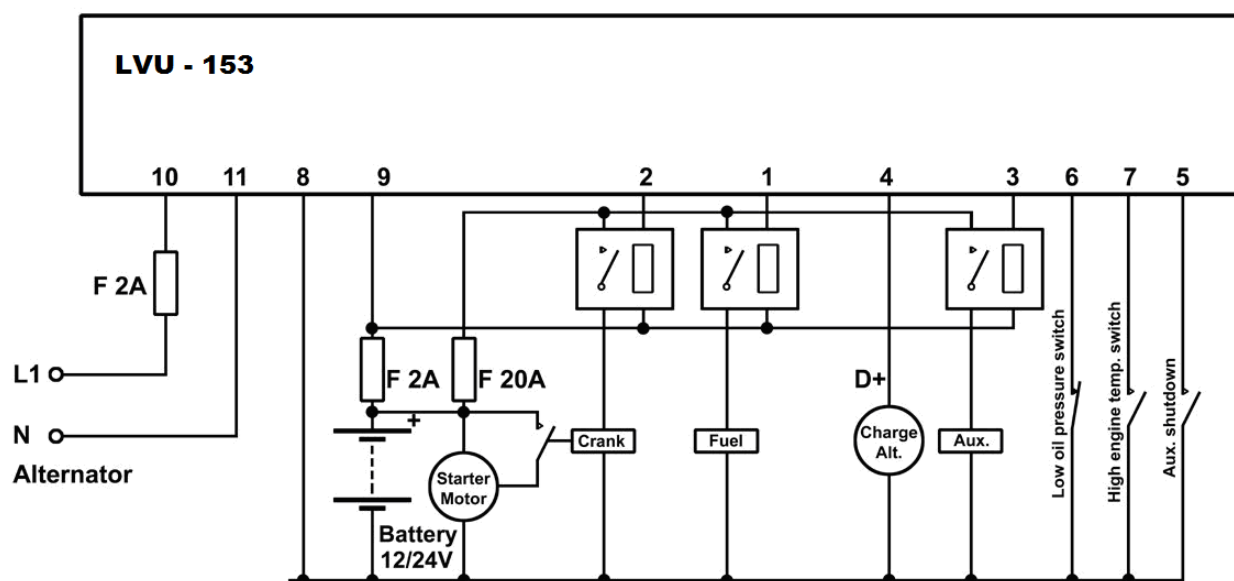 LVU - 153
10 11 8 9 2 1 4 3 6 7 5
F 2A
L1
N
Alternator
F 2A
F 20A
+
Battery
12/24V
Starter
Motor
Crank
Fuel
D+
Charge
Alt.
Aux.
Low oil pressure switch
High engine temp. switch
Aux. shutdown